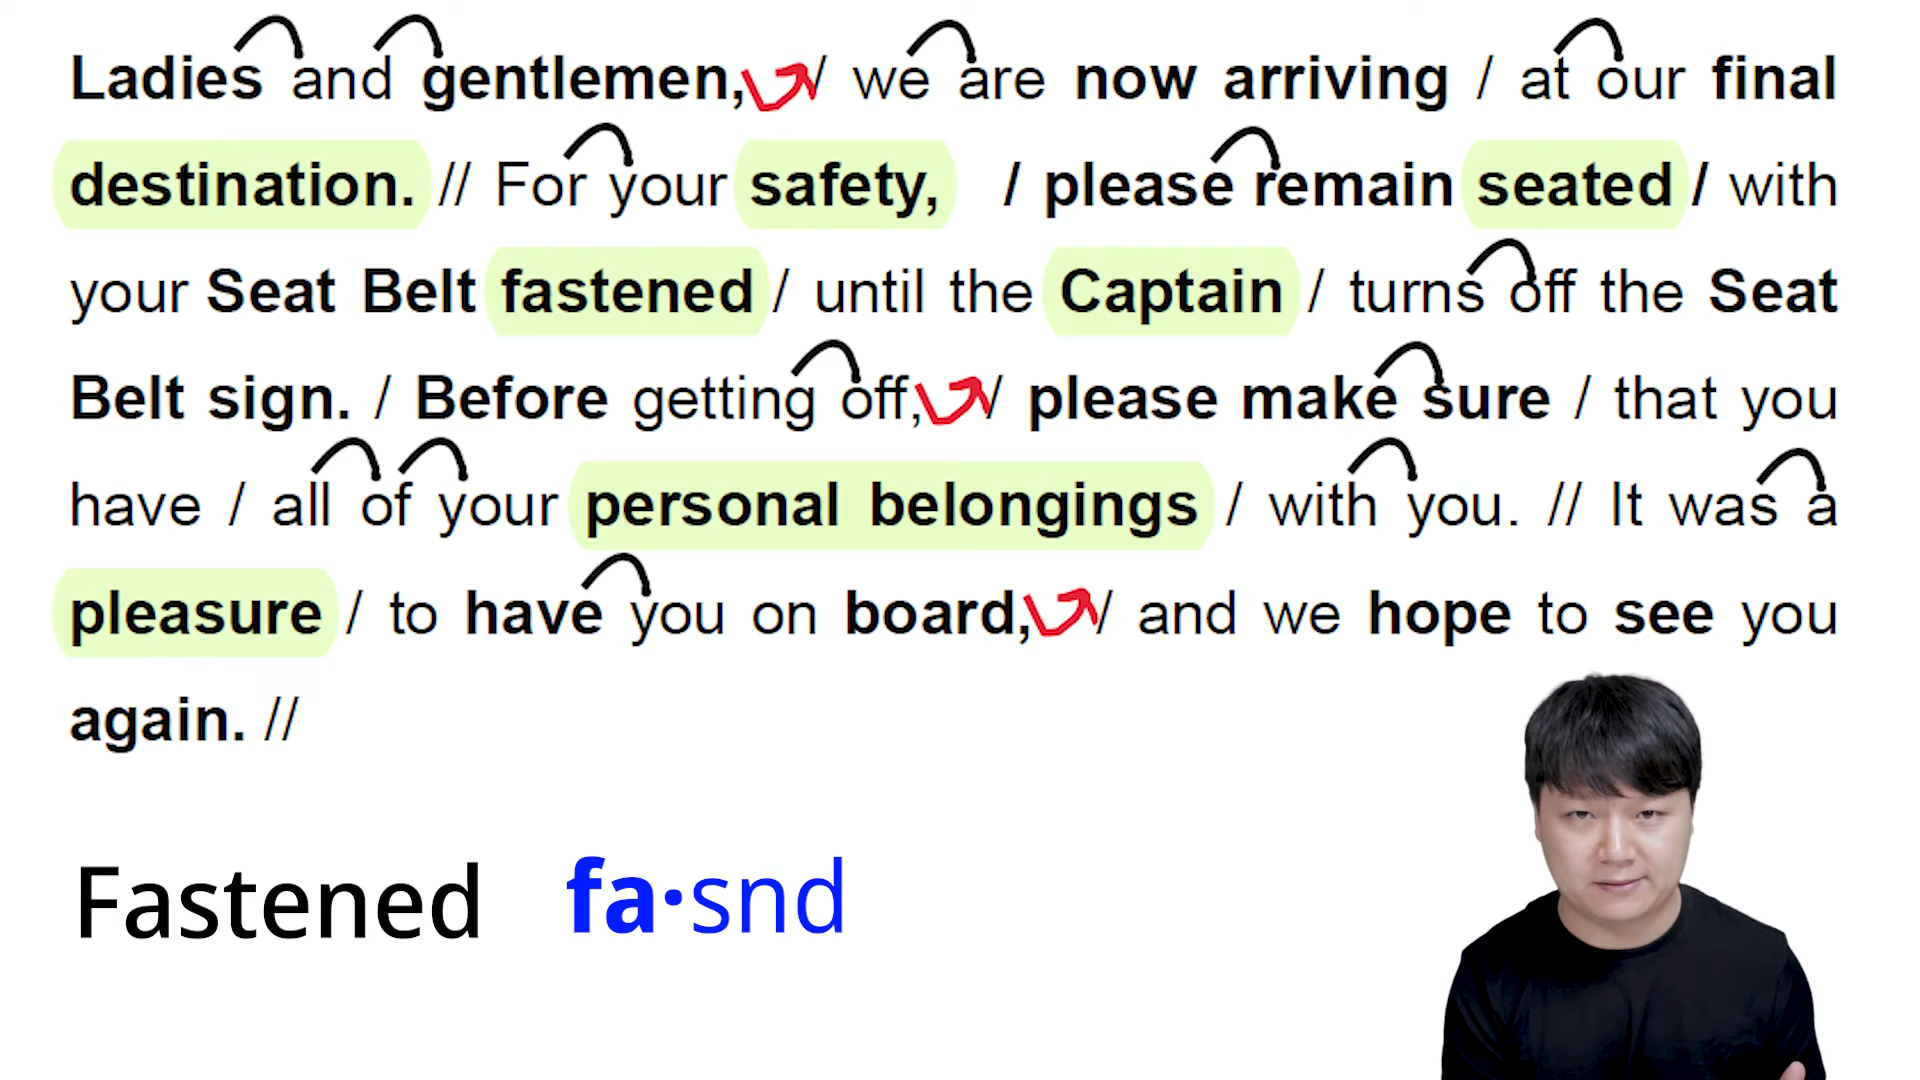 Ladies and gentlemen, / we are now arriving / at our final
destination. // For your safety, / please remain seated / with
your Seat Belt fastened / until the Captain / turns off the Seat
Belt sign. / Before getting off, / please make sure / that you
have / all of your personal belongings / with you. // It was a
pleasure / to have you on board, / and we hope to see you
again. //
Fastened fa·snd